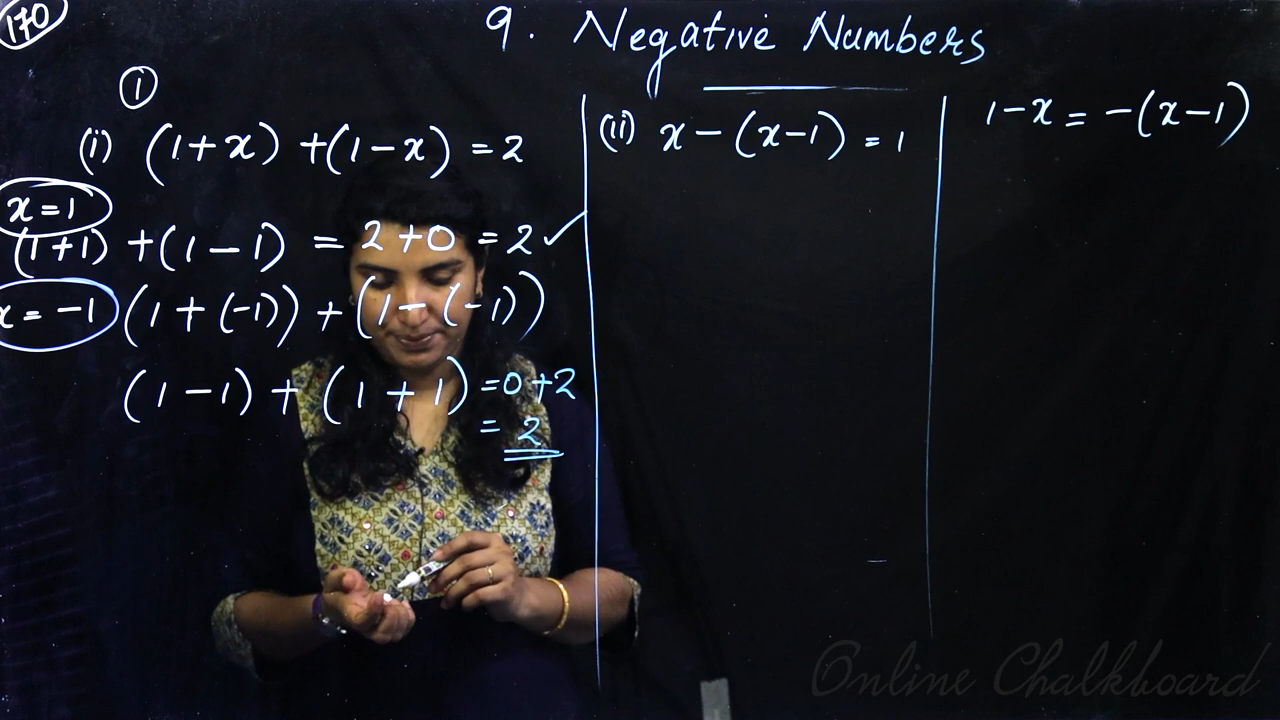 170
9. Negative Numbers
①
(i) (1+x) +(1-x) = 2
x=1
(1+1) +(1-1) = 2+0 = 2 ✓
x=-1 (1+(-1)) + (1-(-1))
(1-1) + (1+1) = 0+2
= 2
(ii) x-(x-1) = 1
1-x = -(x-1)
Online Chalkboard